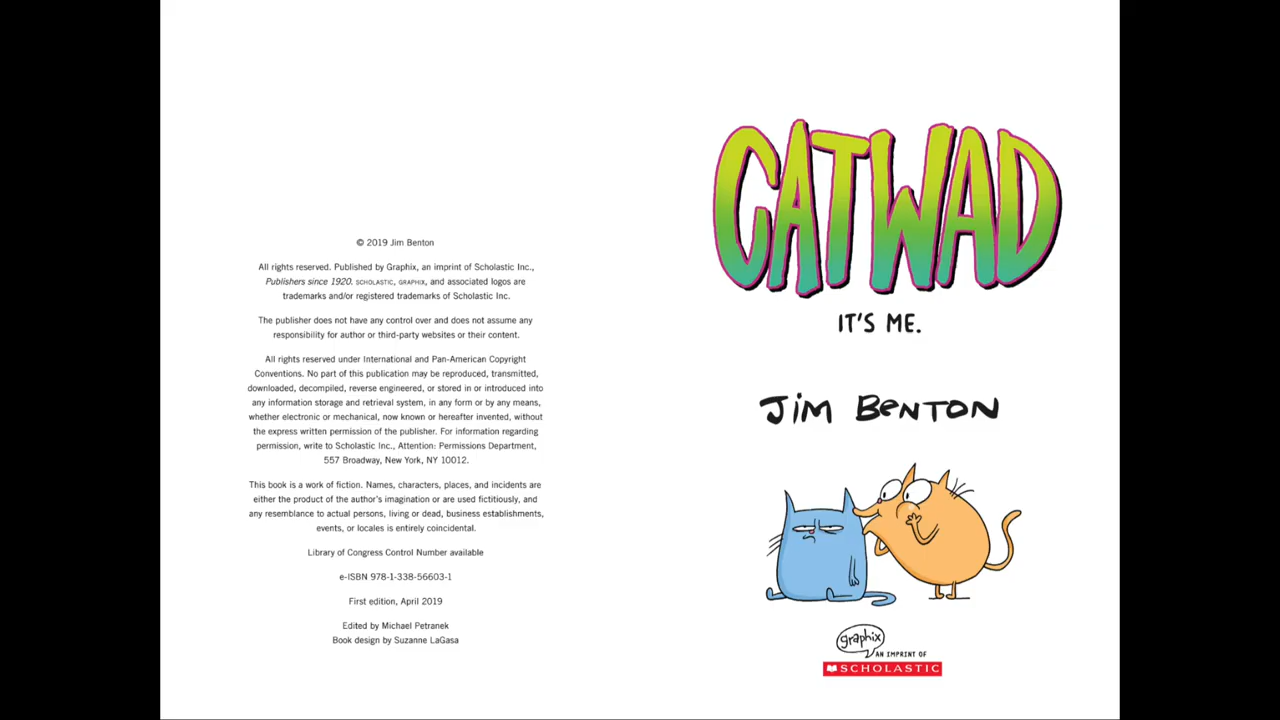 © 2019 Jim Benton
All rights reserved. Published by Graphix, an imprint of Scholastic Inc.,
Publishers since 1920. SCHOLASTIC, GRAPHIX, and associated logos are
trademarks and/or registered trademarks of Scholastic Inc.
The publisher does not have any control over and does not assume any
responsibility for author or third-party websites or their content.
All rights reserved under International and Pan-American Copyright
Conventions. No part of this publication may be reproduced, transmitted,
downloaded, decompiled, reverse engineered, or stored in or introduced into
any information storage and retrieval system, in any form or by any means,
whether electronic or mechanical, now known or hereafter invented, without
the express written permission of the publisher. For information regarding
permission, write to Scholastic Inc., Attention: Permissions Department,
557 Broadway, New York, NY 10012.
This book is a work of fiction. Names, characters, places, and incidents are
either the product of the author's imagination or are used fictitiously, and
any resemblance to actual persons, living or dead, business establishments,
events, or locales is entirely coincidental.
Library of Congress Control Number available
e-ISBN 978-1-338-56603-1
First edition, April 2019
Edited by Michael Petranek
Book design by Suzanne LaGasa
CATWAD
IT'S ME.
JiM BENTON
graphix
AN IMPRINT OF
SCHOLASTIC